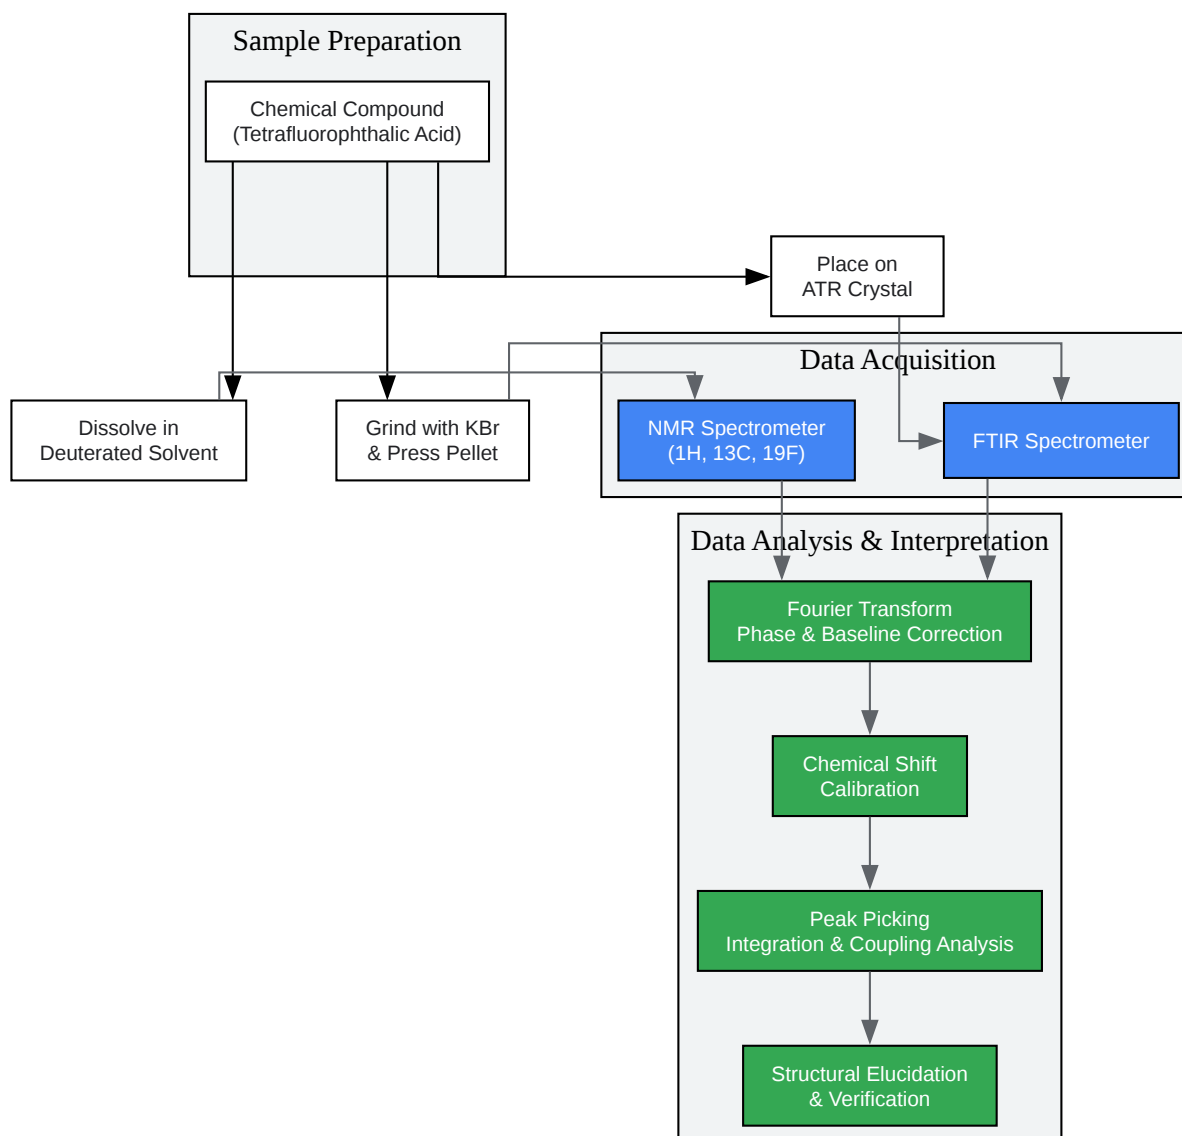 Sample Preparation
Chemical Compound
(Tetrafluorophthalic Acid)
Place on
ATR Crystal
Data Acquisition
Dissolve in
Deuterated Solvent
Grind with KBr
& Press Pellet
NMR Spectrometer
(1H, 13C, 19F)
FTIR Spectrometer
Data Analysis & Interpretation
Fourier Transform
Phase & Baseline Correction
Chemical Shift
Calibration
Peak Picking
Integration & Coupling Analysis
Structural Elucidation
& Verification